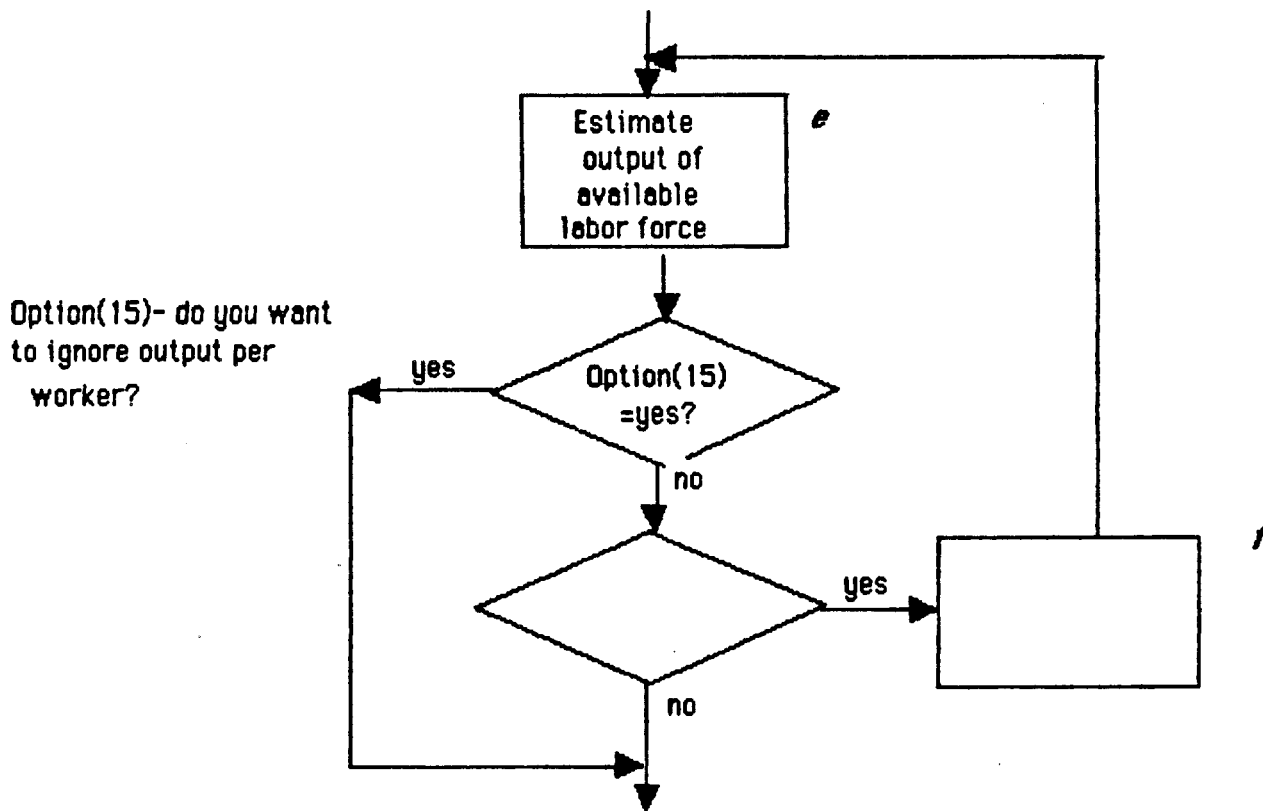 Estimate
output of
available
labor force
e
Option(15)- do you want
to ignore output per
worker?
yes
Option(15)
=yes?
no
yes
no